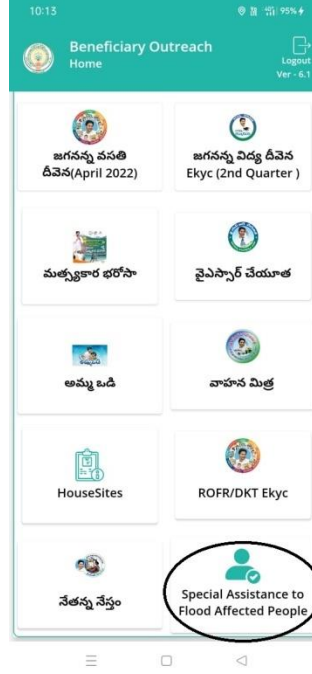 10:13
95%
Beneficiary Outreach
Home
Logout
Ver - 6.1
జగనన్న వసతి
దీవెన(April 2022)
జగనన్న విద్య దీవెన
Ekyc (2nd Quarter )
మత్స్యకార భరోసా
వైఎస్సార్ చేయూత
అమ్మ ఒడి
వాహన మిత్ర
HouseSites
ROFR/DKT Ekyc
నేతన్న నేస్తం
Special Assistance to
Flood Affected People